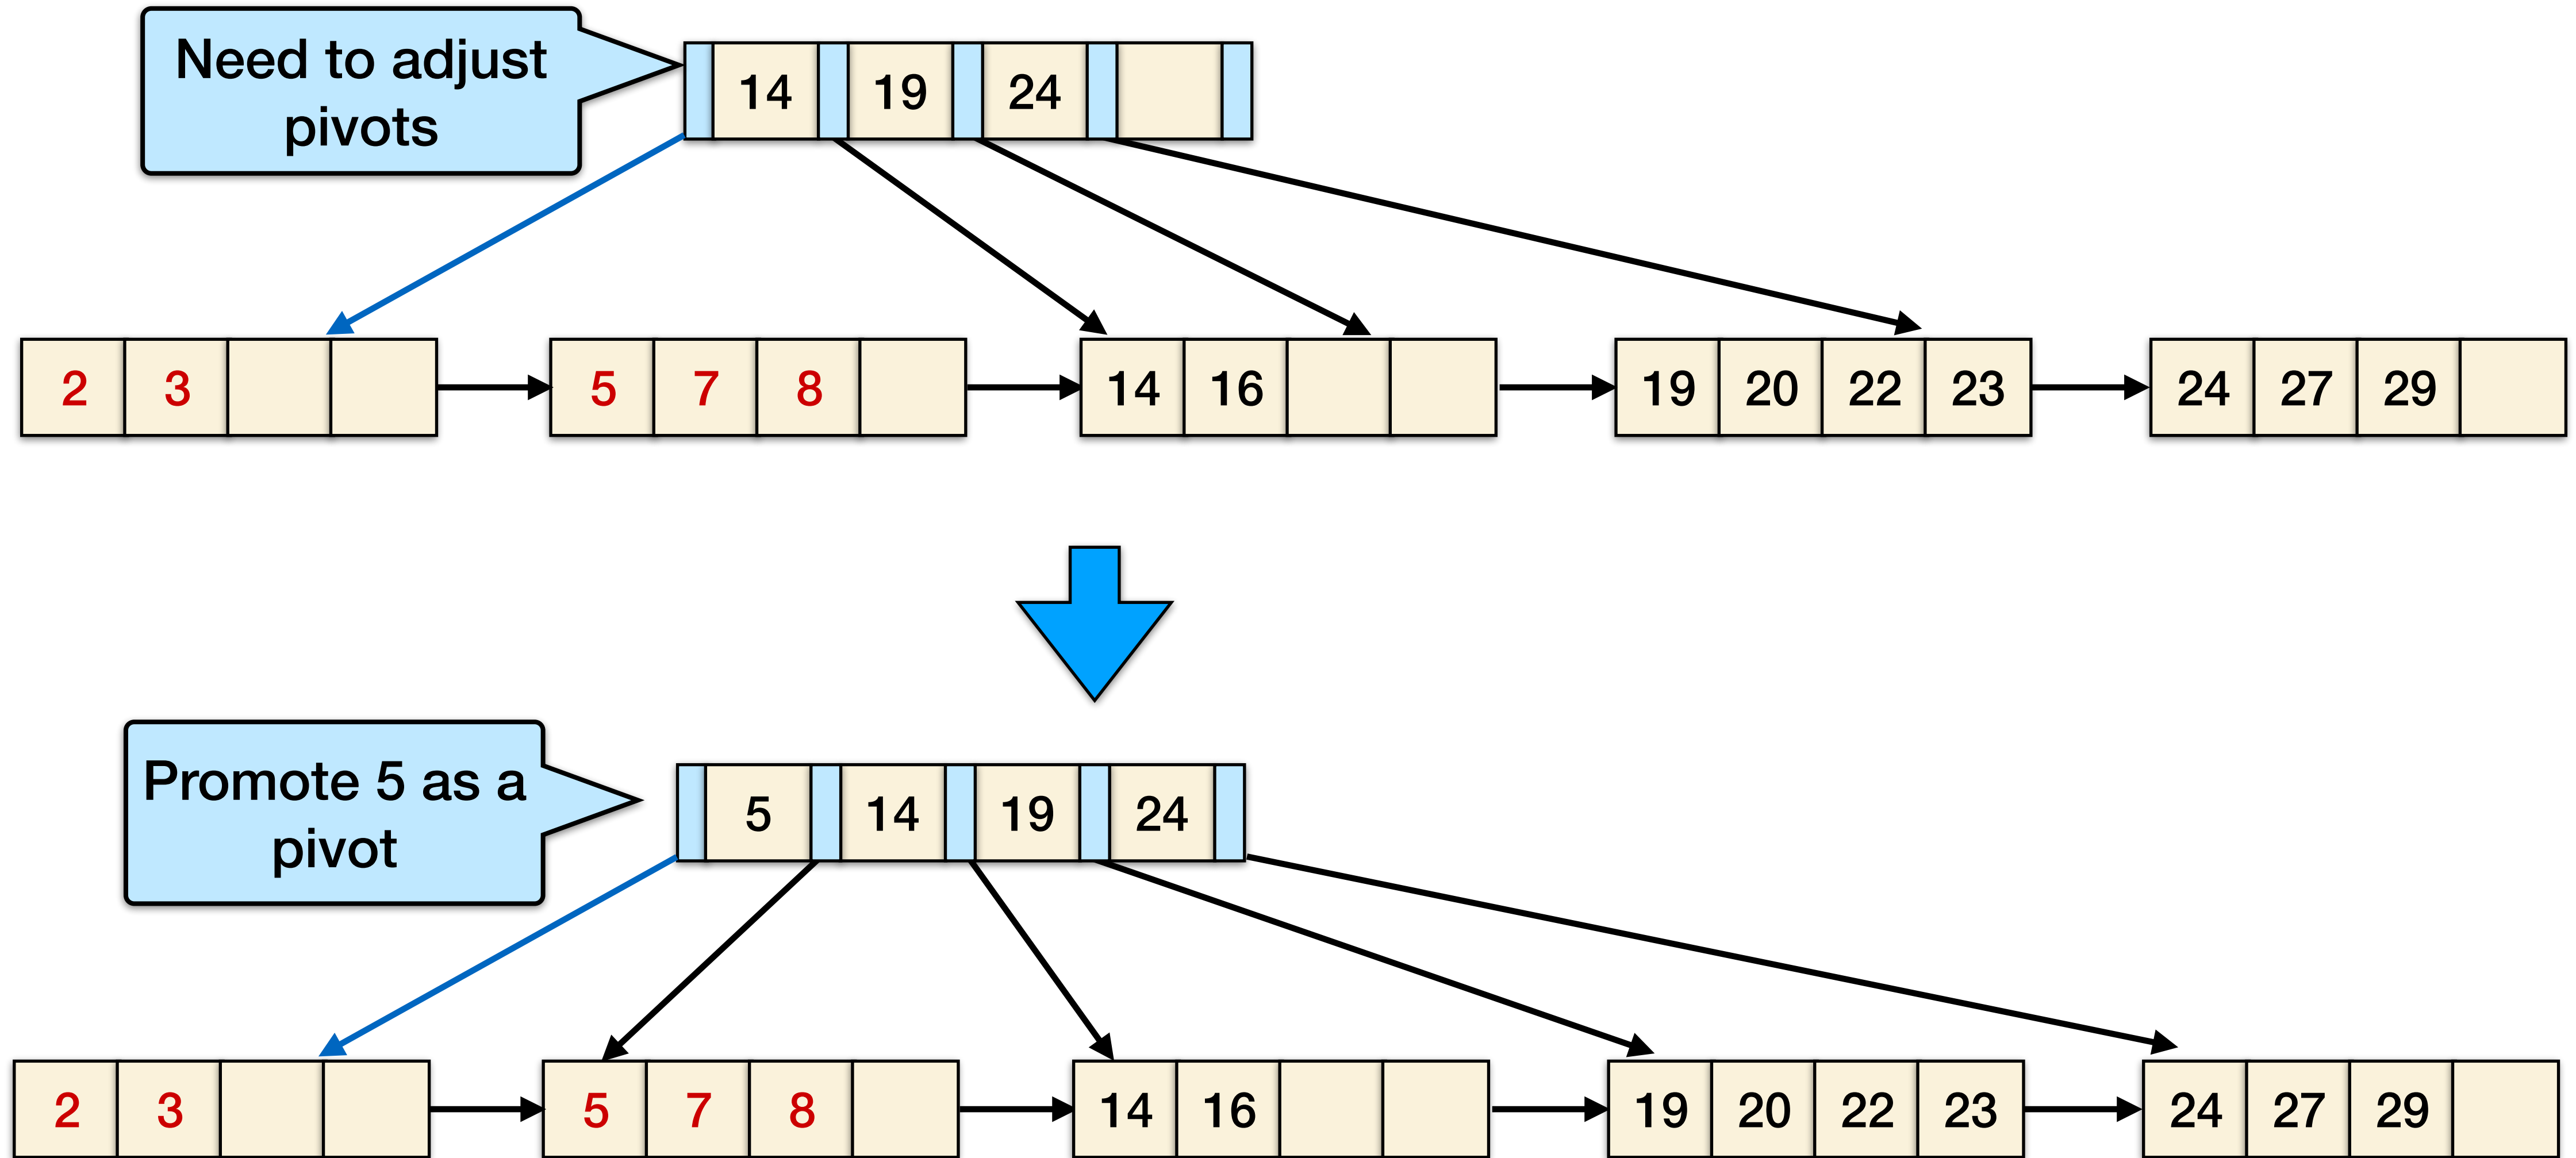 Need to adjust
pivots
14 19 24
2 3 5 7 8 14 16 19 20 22 23 24 27 29
Promote 5 as a
pivot
5 14 19 24
2 3 5 7 8 14 16 19 20 22 23 24 27 29